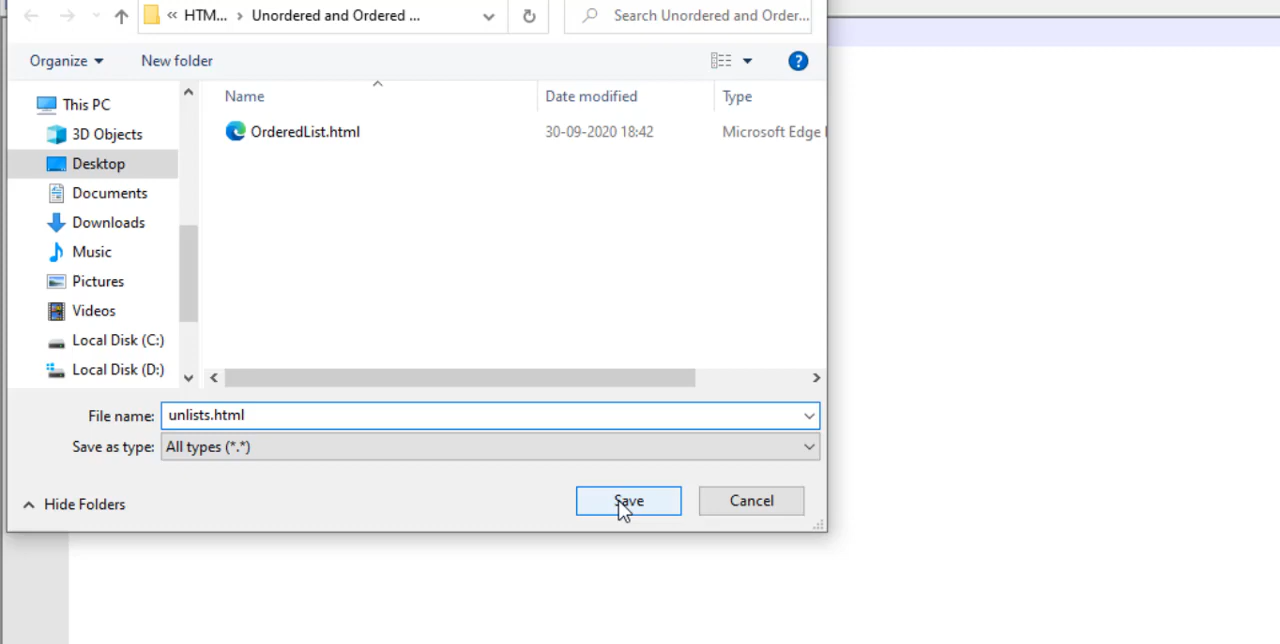 « HTM... › Unordered and Ordered ...
Search Unordered and Order...
Organize
New folder
?
Name
Date modified
Type
This PC
3D Objects
Desktop
Documents
Downloads
Music
Pictures
Videos
Local Disk (C:)
Local Disk (D:)
OrderedList.html
30-09-2020 18:42
Microsoft Edge
File name:
unlists.html
Save as type:
All types (*.*)
Hide Folders
Save
Cancel